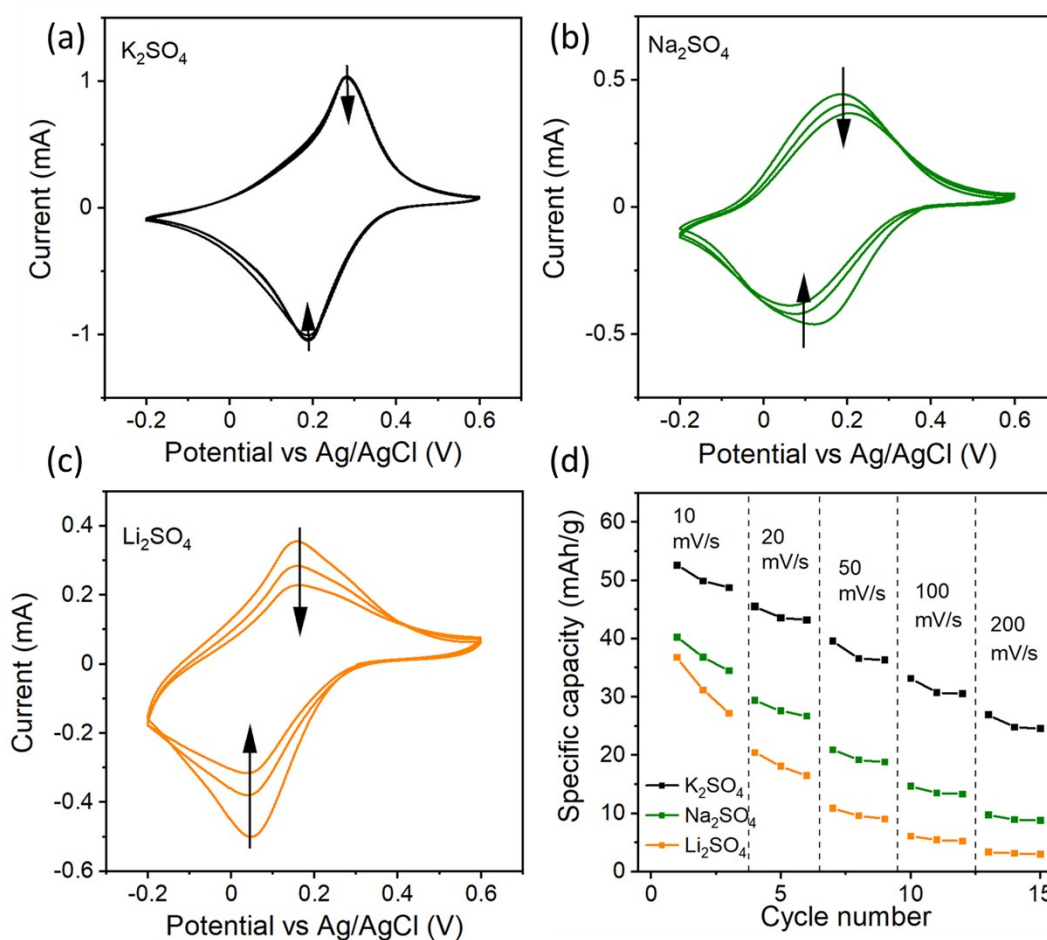 (a)
K₂SO₄
1
0
-1
Current (mA)
-0.2 0 0.2 0.4 0.6
Potential vs Ag/AgCl (V)
(b)
Na₂SO₄
0.5
0.0
-0.5
Current (mA)
-0.2 0 0.2 0.4 0.6
Potential vs Ag/AgCl (V)
(c)
Li₂SO₄
0.4
0.2
0
-0.2
-0.4
-0.6
Current (mA)
-0.2 0 0.2 0.4 0.6
Potential vs Ag/AgCl (V)
(d)
60
50
40
30
20
10
0
Specific capacity (mAh/g)
10
mV/s
20
mV/s
50
mV/s
100
mV/s
200
mV/s
K₂SO₄
Na₂SO₄
Li₂SO₄
0 5 10 15
Cycle number